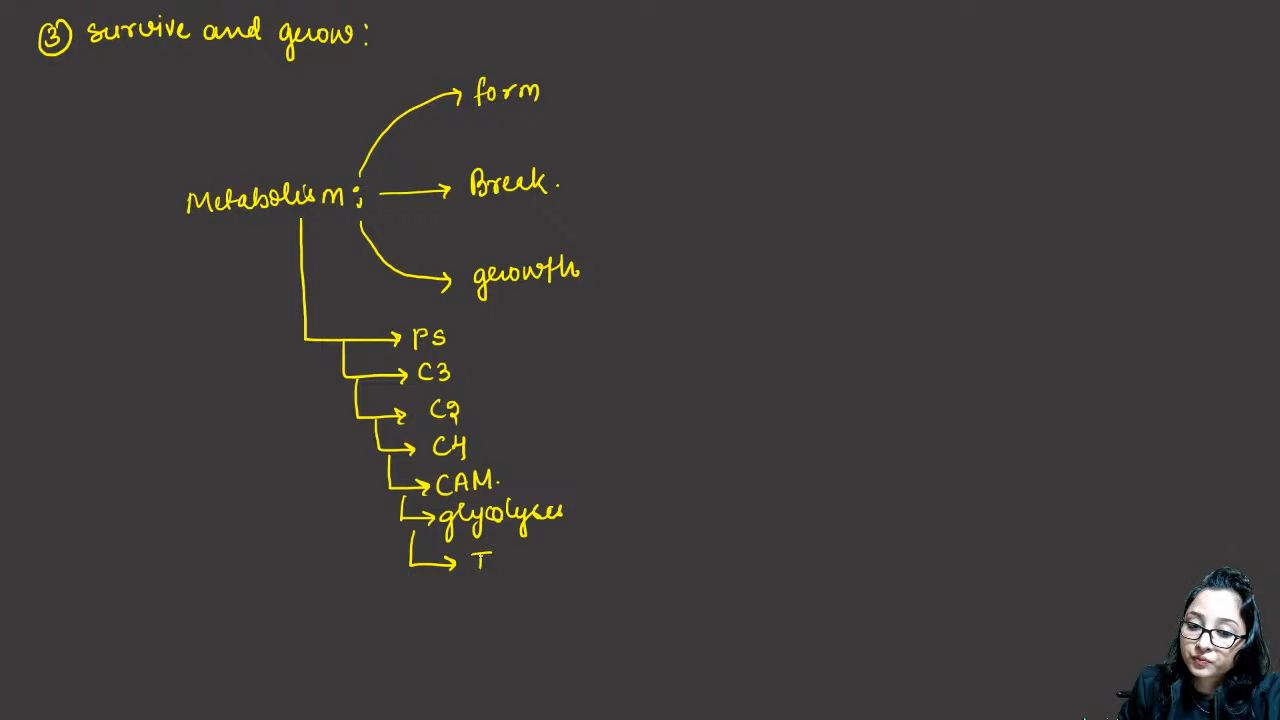 ③ survive and grow:
form
Metabolism:
Break.
growth
PS
C3
C2
C4
CAM.
glycolysis
T